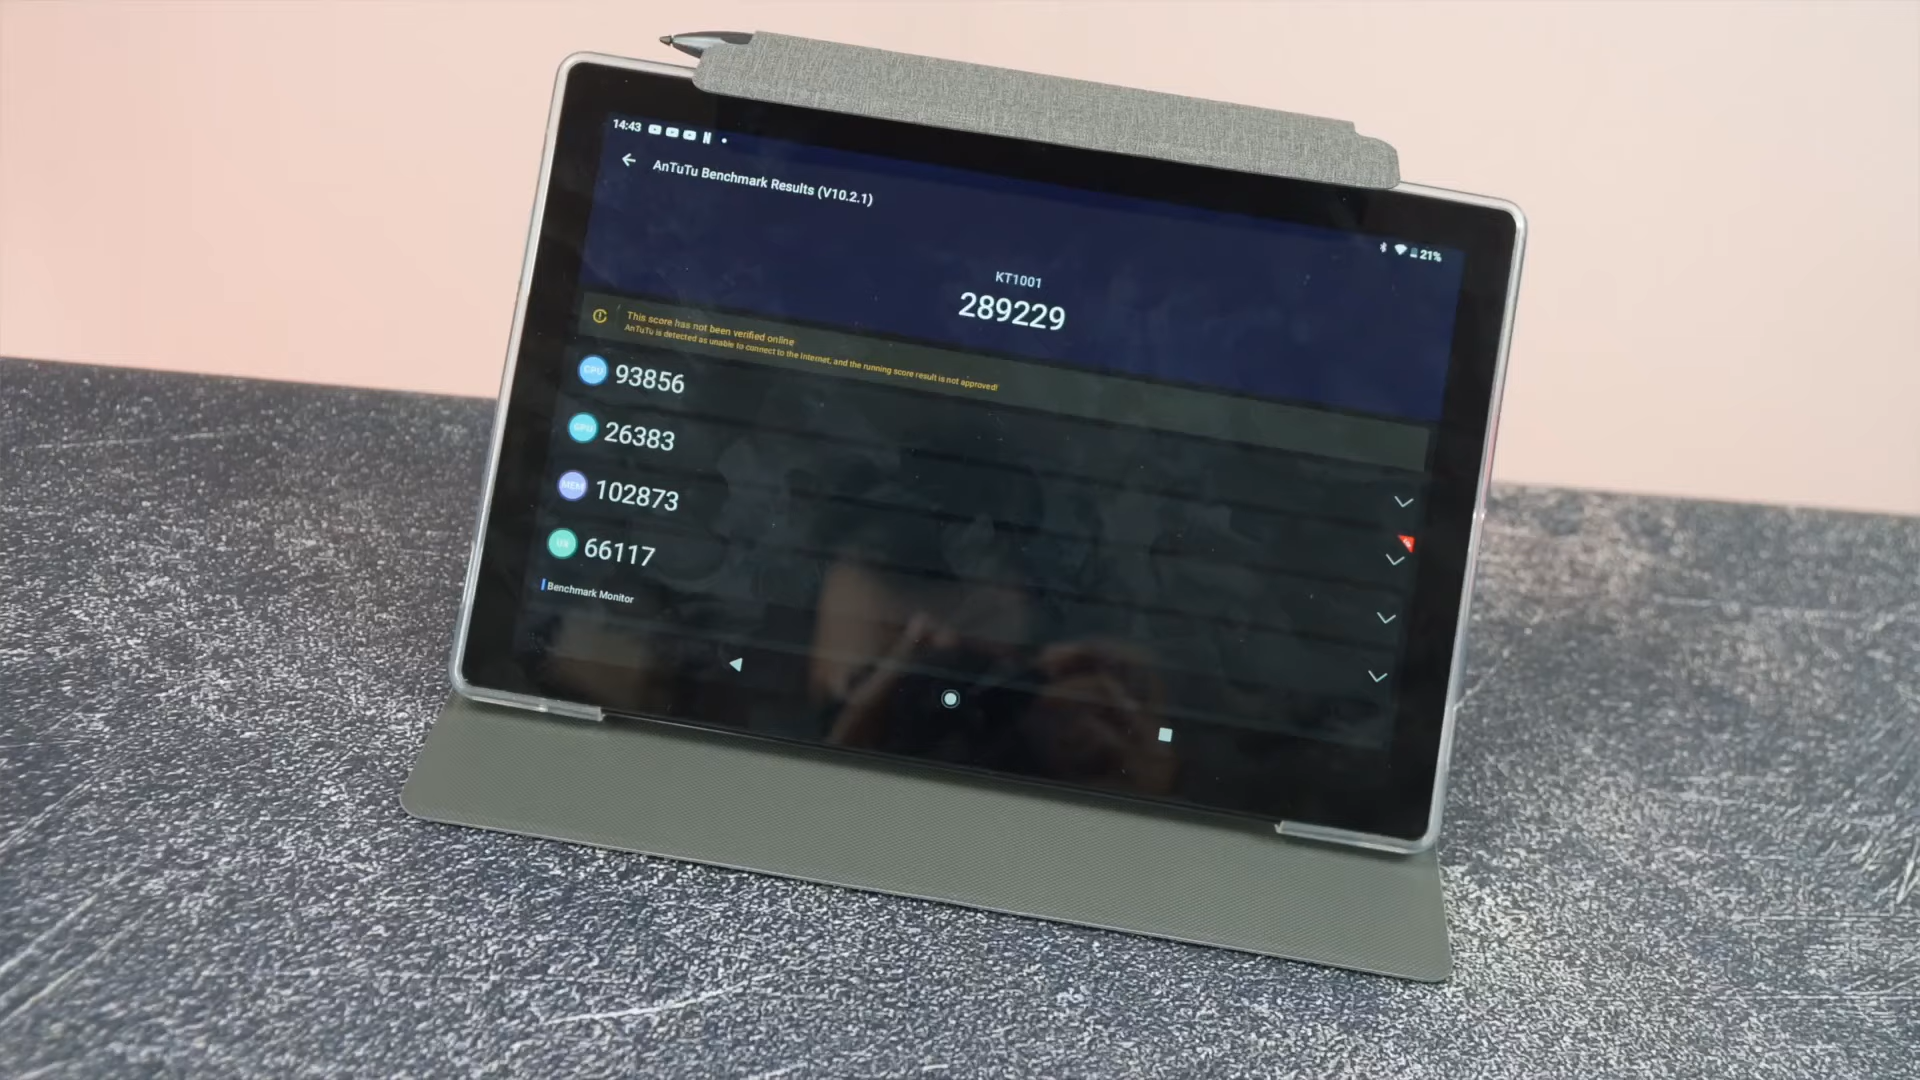 14:43
21%
AnTuTu Benchmark Results (V10.2.1)
KT1001
289229
This score has not been verified online
AnTuTu is detected as unable to connect to the Internet, and the running score result is not approved!
CPU 93856
GPU 26383
MEM 102873
UX 66117
Benchmark Monitor